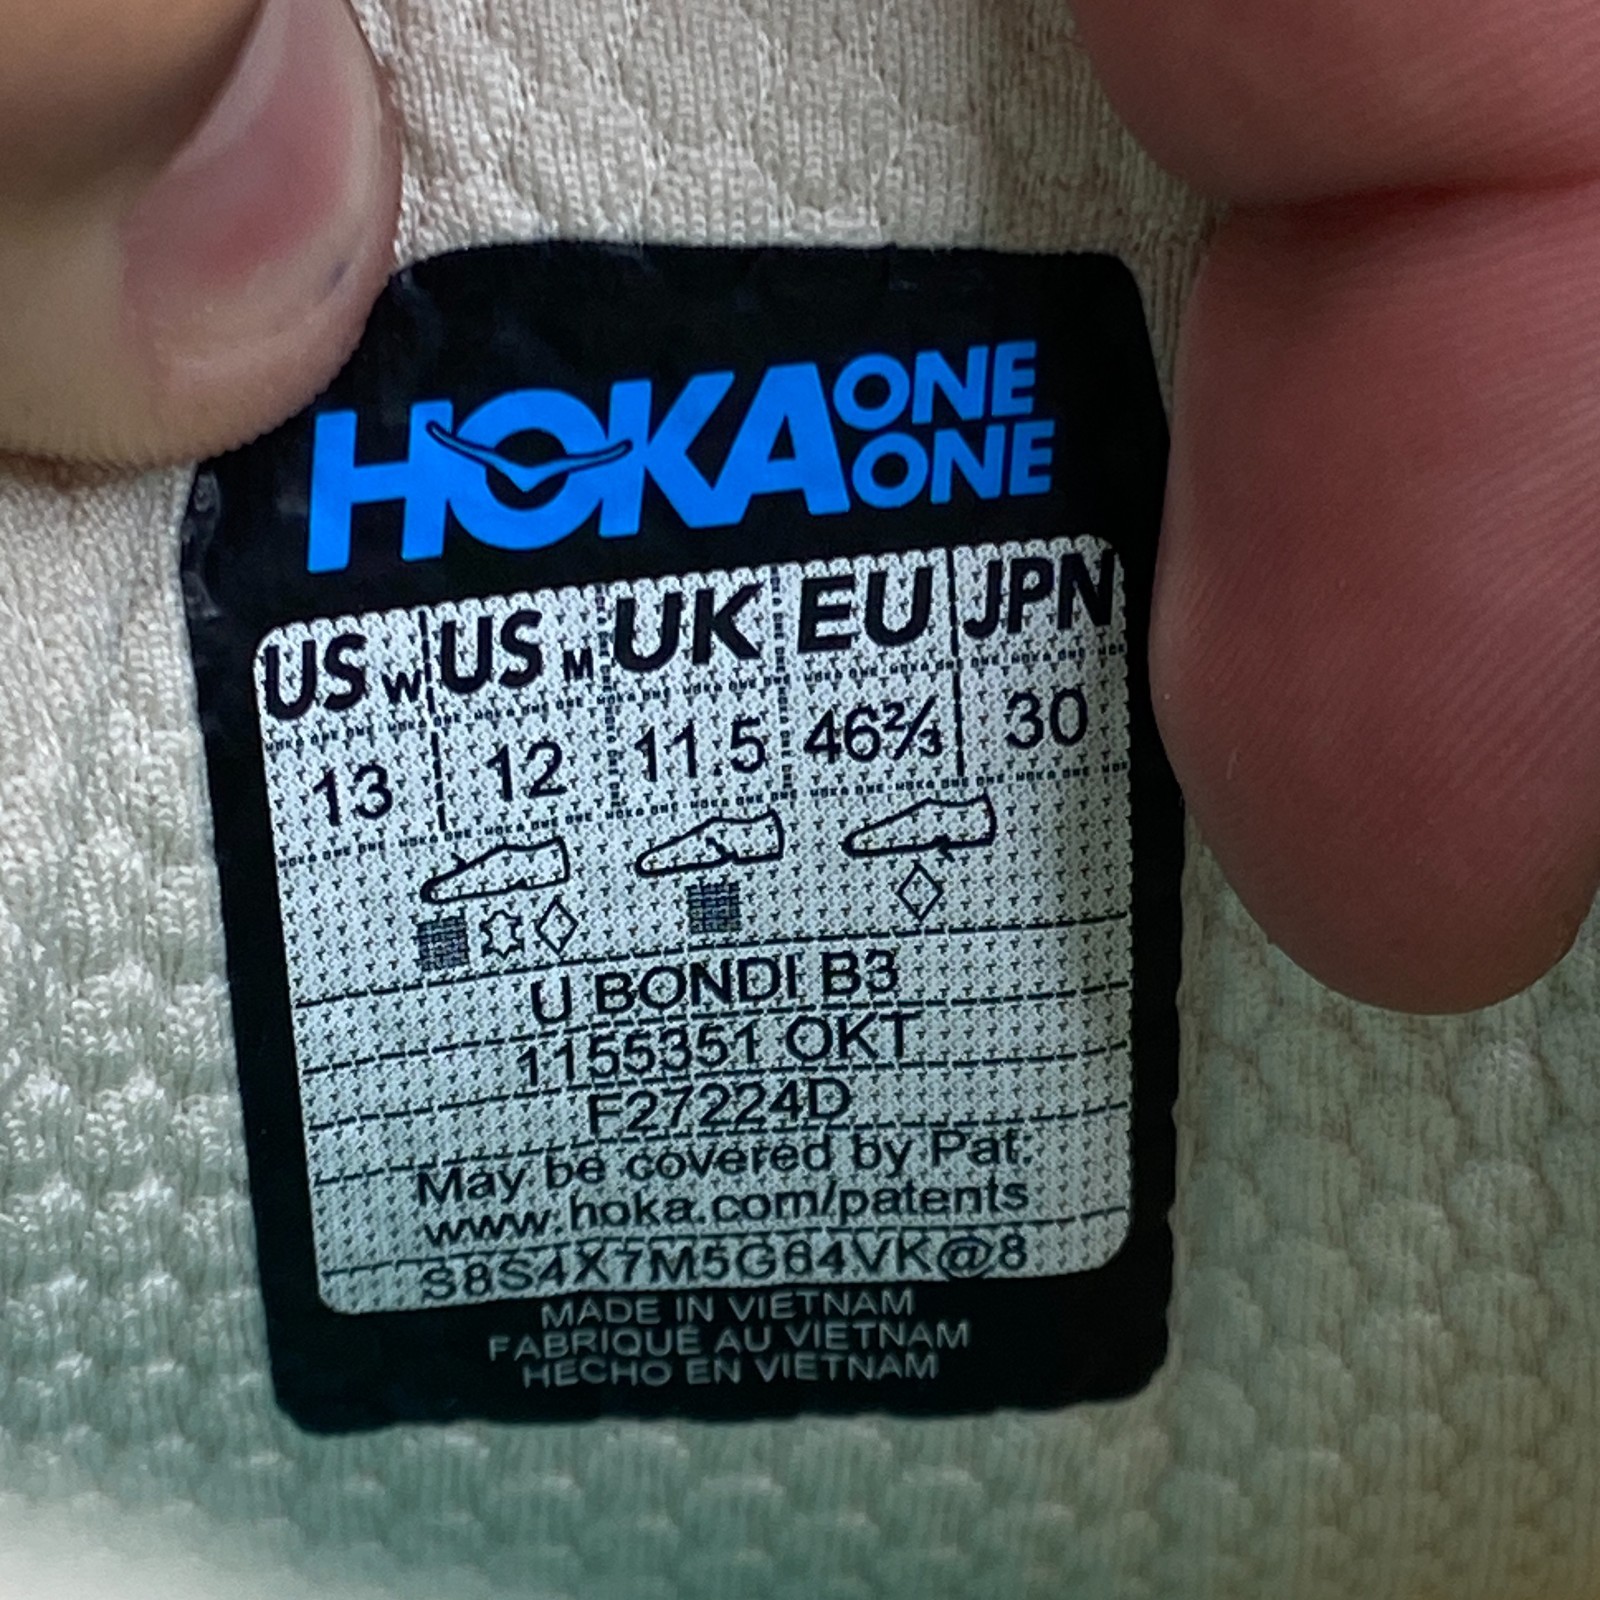 HOKA ONE ONE
US W US M UK EU JPN
13 12 11.5 46⅔ 30
U BONDI B3
1155351 OKT
F27224D
May be covered by Pat:
www.hoka.com/patents
S8S4X7M5G64VK@8
MADE IN VIETNAM
FABRIQUÉ AU VIETNAM
HECHO EN VIETNAM